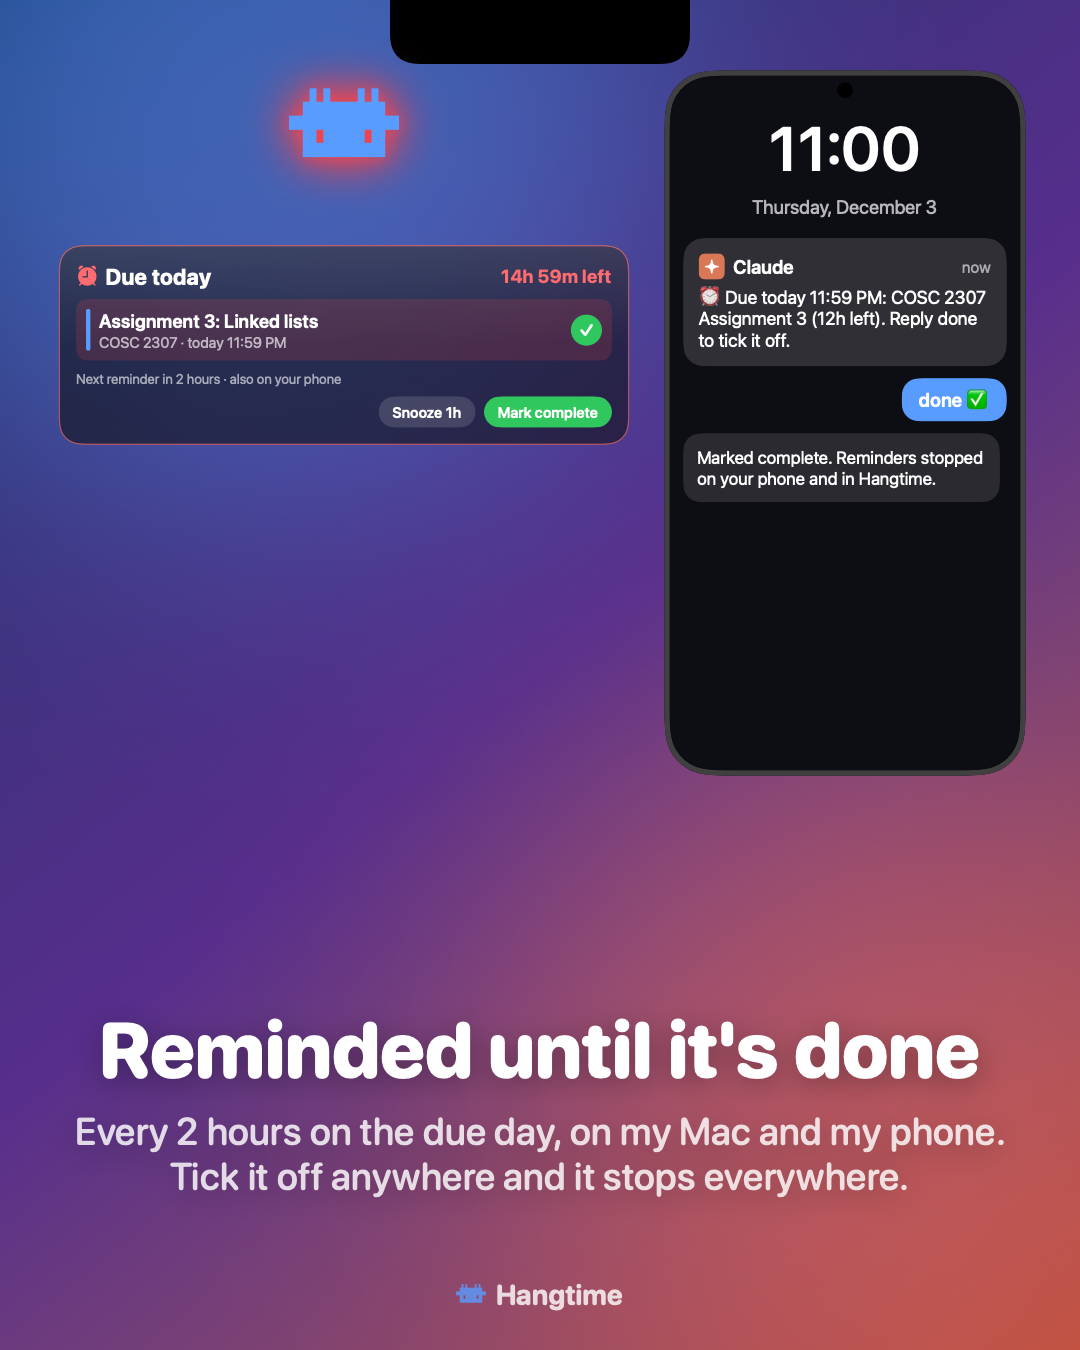 ⏰ Due today
14h 59m left
Assignment 3: Linked lists
COSC 2307 · today 11:59 PM
Next reminder in 2 hours · also on your phone
Snooze 1h
Mark complete
11:00
Thursday, December 3
Claude
now
⏰ Due today 11:59 PM: COSC 2307
Assignment 3 (12h left). Reply done
to tick it off.
done ✅
Marked complete. Reminders stopped
on your phone and in Hangtime.
Reminded until it's done
Every 2 hours on the due day, on my Mac and my phone.
Tick it off anywhere and it stops everywhere.
Hangtime